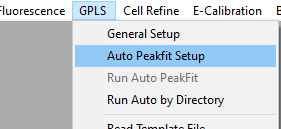 Fluorescence GPLS Cell Refine E-Calibration
General Setup
Auto Peakfit Setup
Run Auto PeakFit
Run Auto by Directory
Read Template File